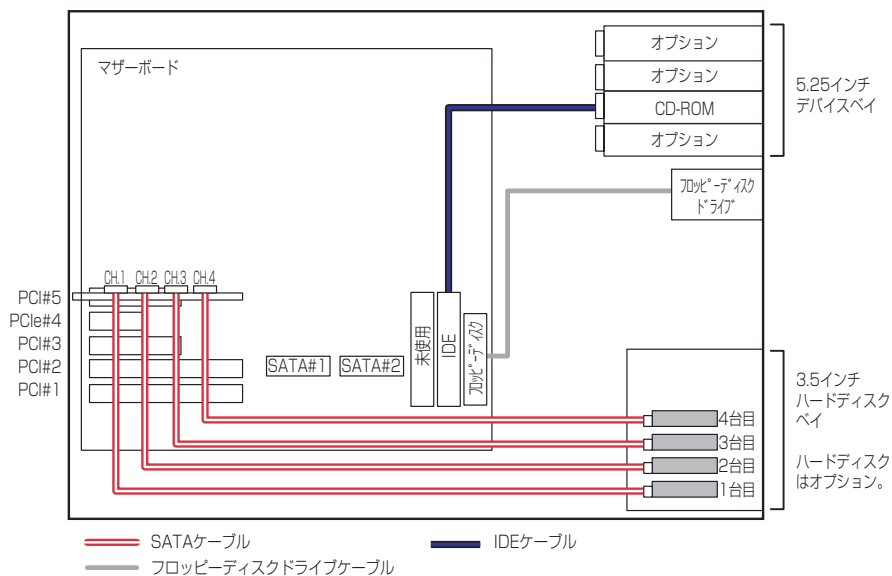 マザーボード
オプション
オプション
CD-ROM
オプション
5.25インチ
デバイスベイ
フロッピーディスク
ドライブ
CH.1
CH.2
CH.3
CH.4
PCI#5
PCIe#4
PCI#3
PCI#2
PCI#1
SATA#1
SATA#2
未使用
IDE
フロッピーディスク
4台目
3台目
2台目
1台目
3.5インチ
ハードディスク
ベイ
ハードディスク
はオプション。
SATAケーブル
IDEケーブル
フロッピーディスクドライブケーブル